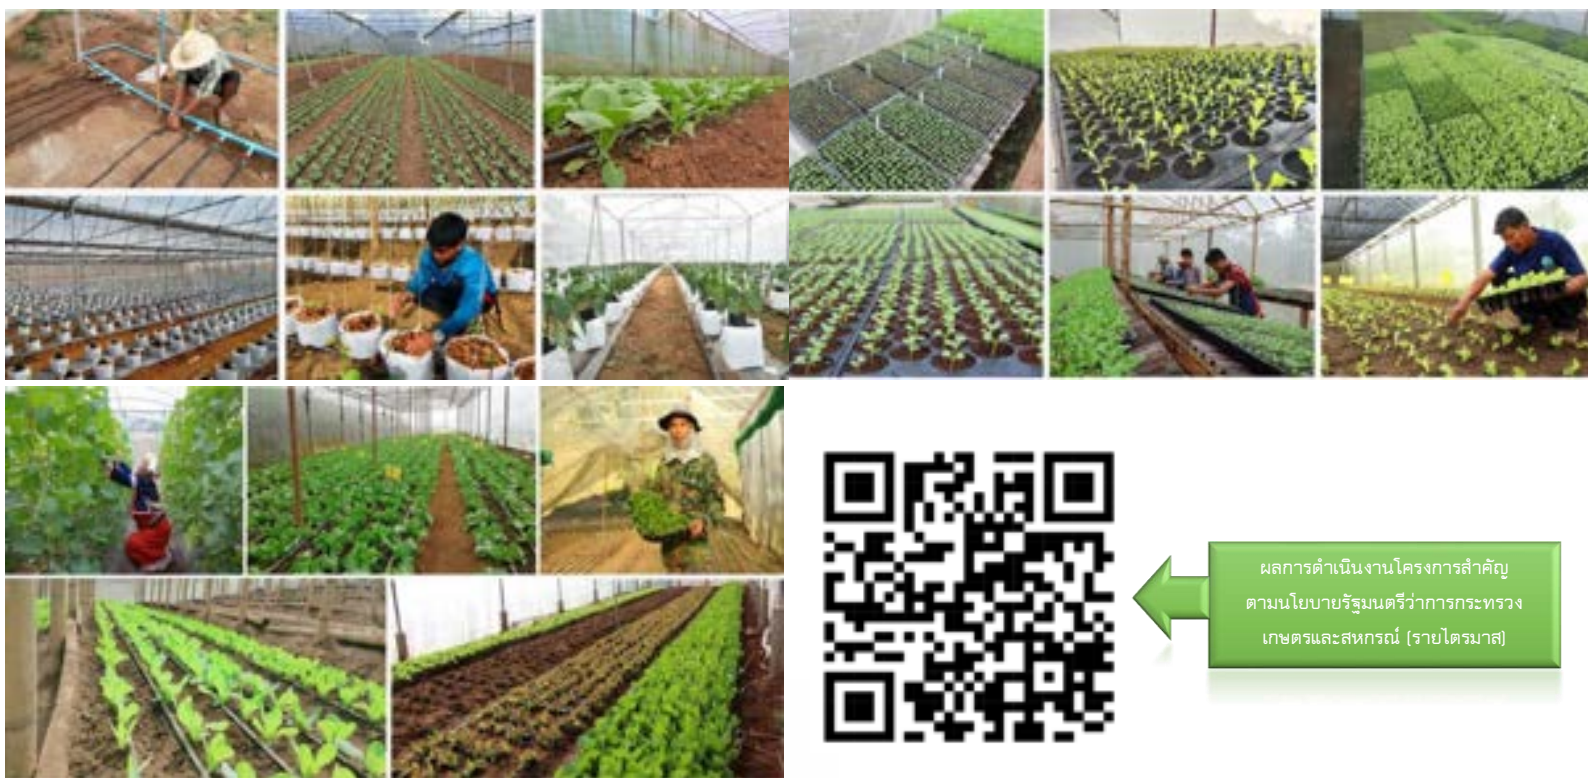 ผลการดำเนินงานโครงการสำคัญ
ตามนโยบายรัฐมนตรีว่าการกระทรวง
เกษตรและสหกรณ์ (รายไตรมาส)